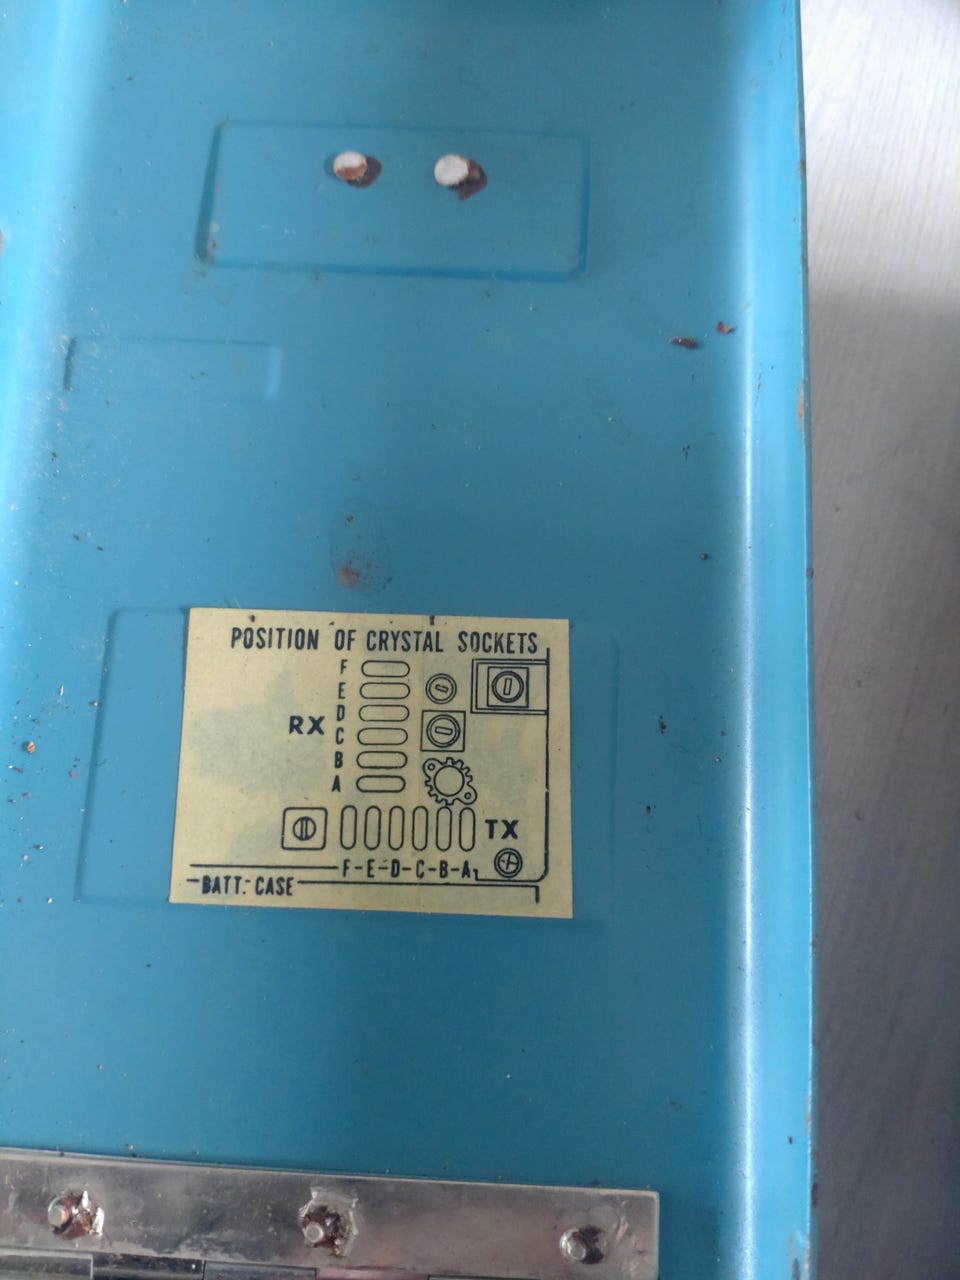 POSITION OF CRYSTAL SOCKETS
F
E
D
RX
C
B
A
TX
F-E-D-C-B-A
BATT. CASE